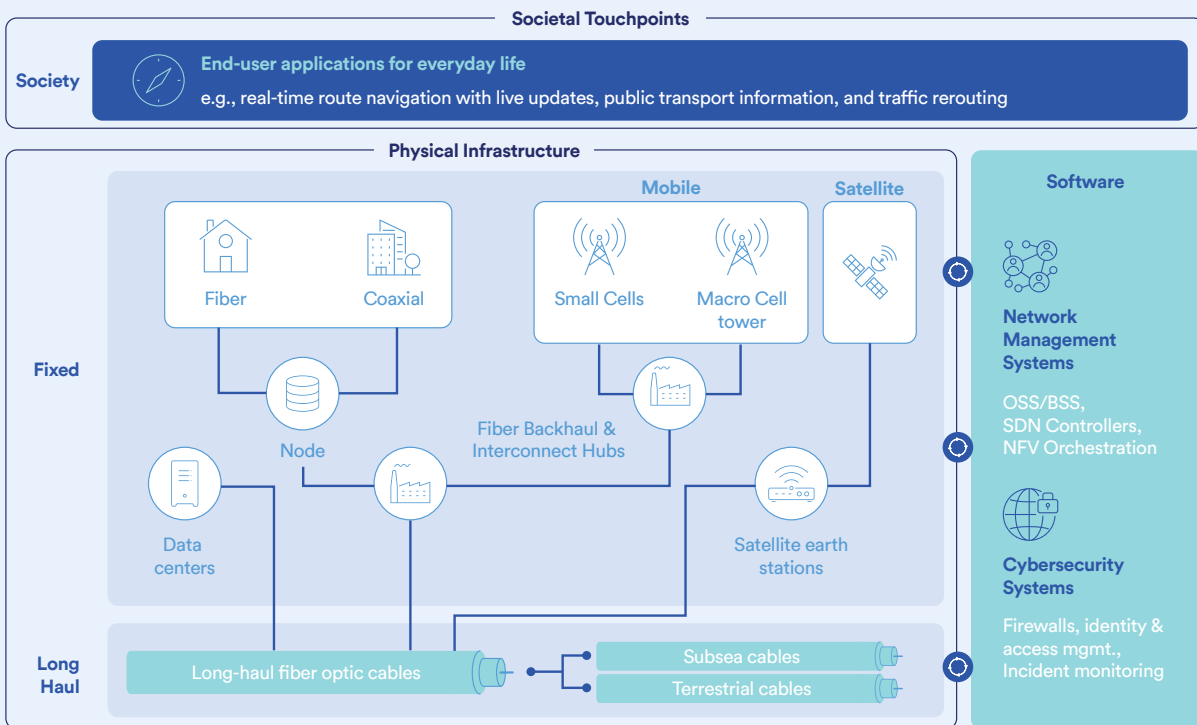 Societal Touchpoints
Society
End-user applications for everyday life
e.g., real-time route navigation with live updates, public transport information, and traffic rerouting
Physical Infrastructure
Mobile
Satellite
Fiber
Coaxial
Small Cells
Macro Cell
tower
Fixed
Node
Fiber Backhaul &
Interconnect Hubs
Data
centers
Satellite earth
stations
Long
Haul
Long-haul fiber optic cables
Subsea cables
Terrestrial cables
Software
Network
Management
Systems
OSS/BSS,
SDN Controllers,
NFV Orchestration
Cybersecurity
Systems
Firewalls, identity &
access mgmt.,
Incident monitoring